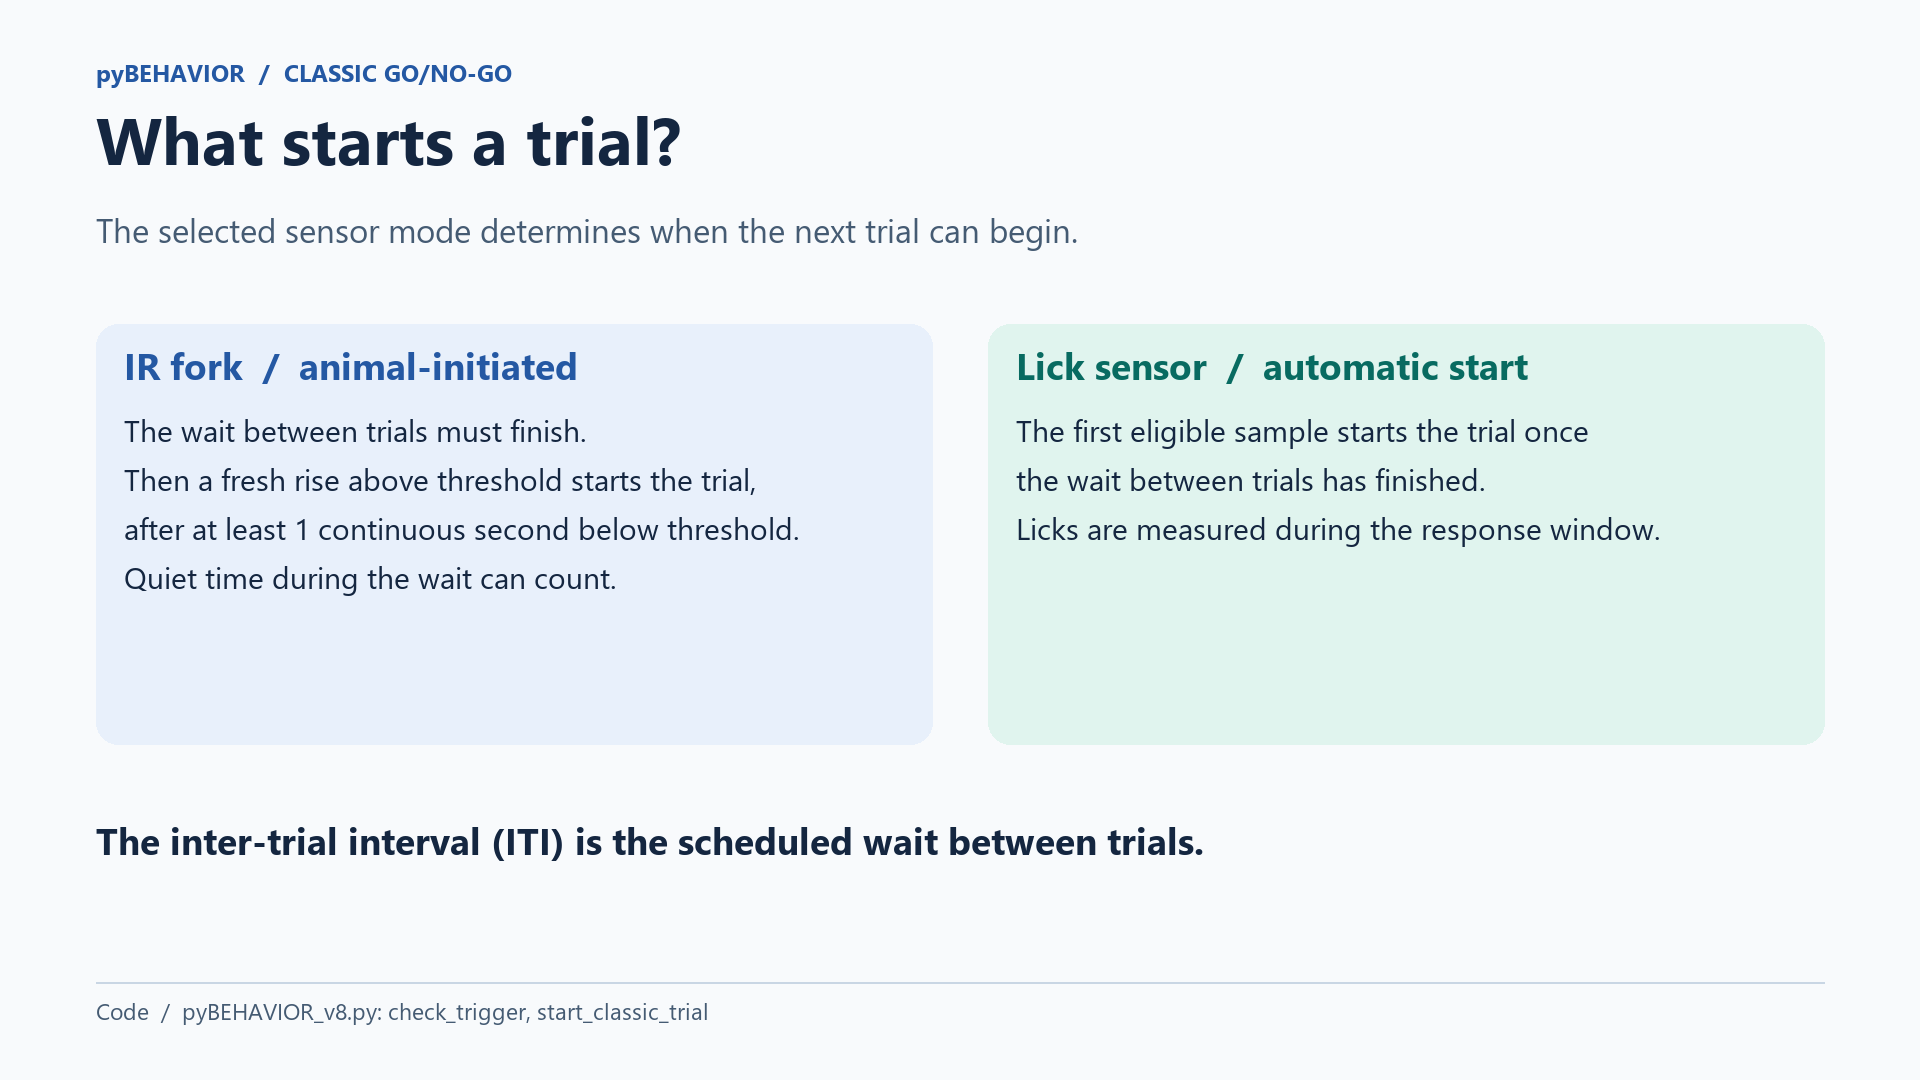 pyBEHAVIOR / CLASSIC GO/NO-GO
What starts a trial?
The selected sensor mode determines when the next trial can begin.
IR fork / animal-initiated
The wait between trials must finish.
Then a fresh rise above threshold starts the trial,
after at least 1 continuous second below threshold.
Quiet time during the wait can count.
Lick sensor / automatic start
The first eligible sample starts the trial once
the wait between trials has finished.
Licks are measured during the response window.
The inter-trial interval (ITI) is the scheduled wait between trials.
Code / pyBEHAVIOR_v8.py: check_trigger, start_classic_trial